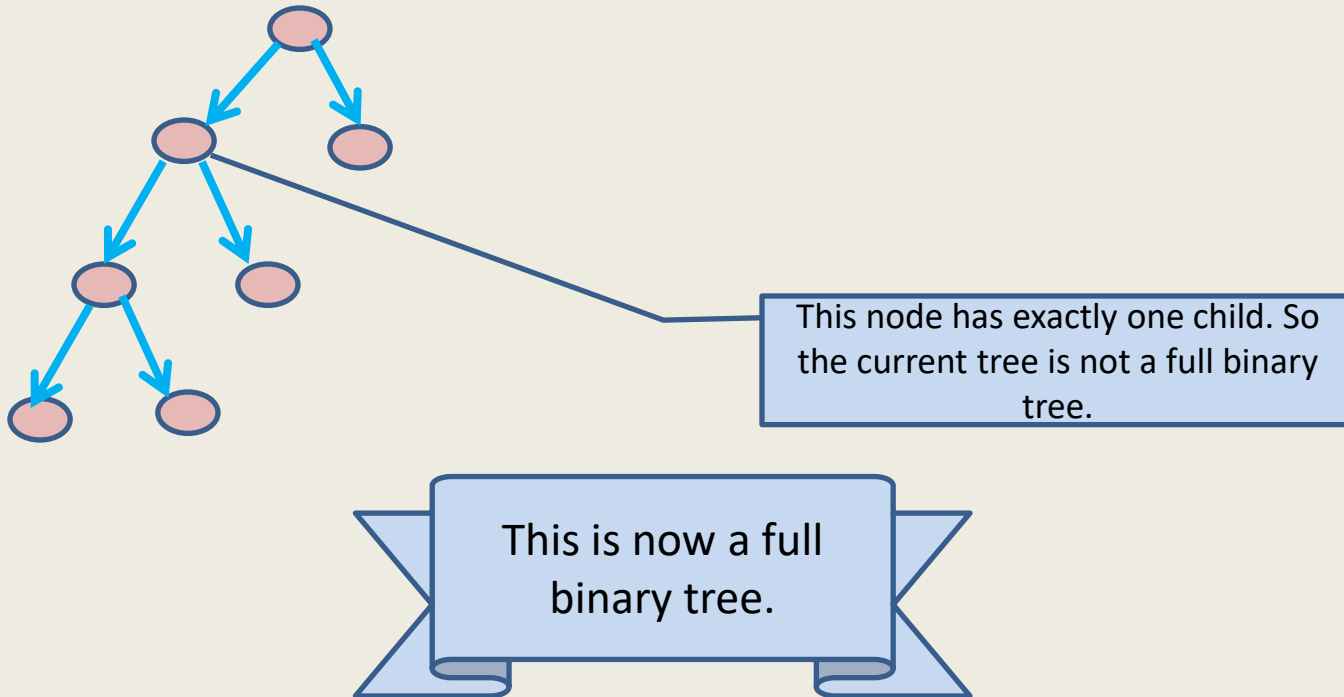 This node has exactly one child. So
the current tree is not a full binary
tree.
This is now a full
binary tree.